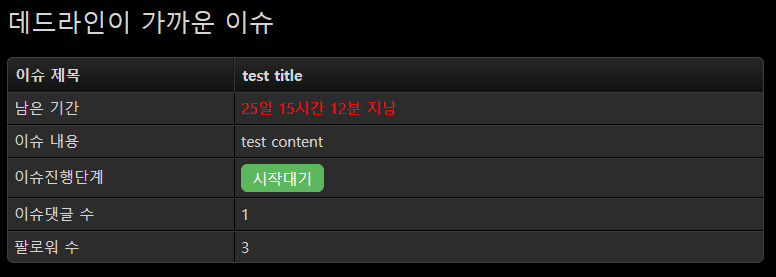 데드라인이 가까운 이슈
이슈 제목 test title
남은 기간 25일 15시간 12분 지남
이슈 내용 test content
이슈진행단계 시작대기
이슈댓글 수 1
팔로워 수 3